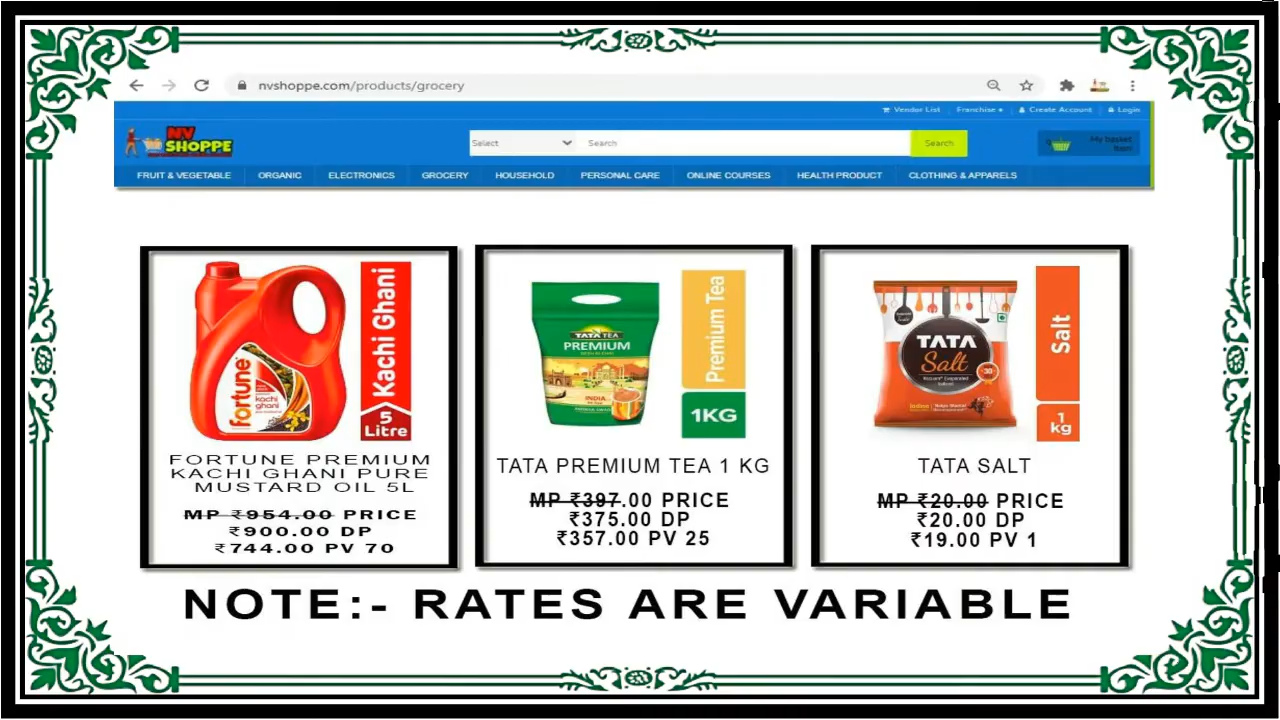 nvshoppe.com/products/grocery
Vendor List Franchise Create Account Login
NV
SHOPPE
Select Search Search My basket
item
FRUIT & VEGETABLE ORGANIC ELECTRONICS GROCERY HOUSEHOLD PERSONAL CARE ONLINE COURSES HEALTH PRODUCT CLOTHING & APPARELS
fortune
kachi
ghani
Kachi Ghani
5
Litre
FORTUNE PREMIUM
KACHI GHANI PURE
MUSTARD OIL 5L
MP ₹954.00 PRICE
₹900.00 DP
₹744.00 PV 70
TATA TEA
PREMIUM
INDIA
Premium Tea
1KG
TATA PREMIUM TEA 1 KG
MP ₹397.00 PRICE
₹375.00 DP
₹357.00 PV 25
TATA
Salt
Salt
1
kg
TATA SALT
MP ₹20.00 PRICE
₹20.00 DP
₹19.00 PV 1
NOTE:- RATES ARE VARIABLE